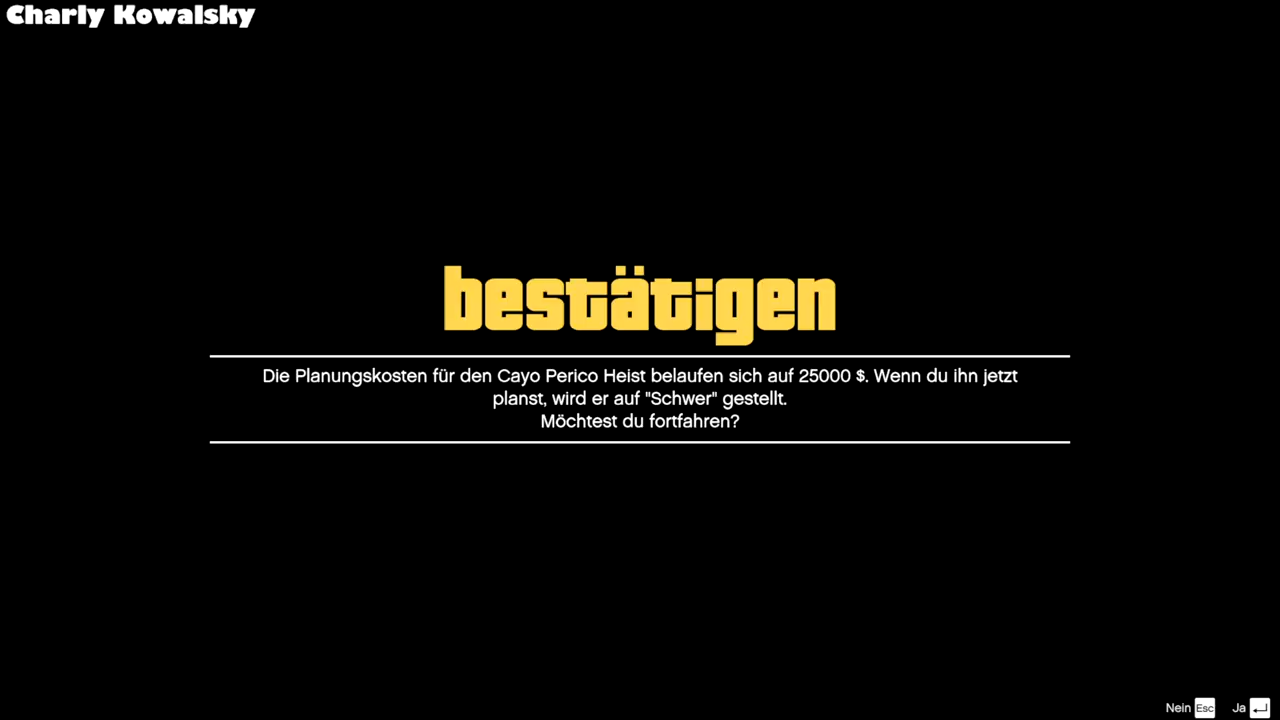 Charly Kowalsky
bestätigen
Die Planungskosten für den Cayo Perico Heist belaufen sich auf 25000 $. Wenn du ihn jetzt
planst, wird er auf "Schwer" gestellt.
Möchtest du fortfahren?
Nein Esc Ja